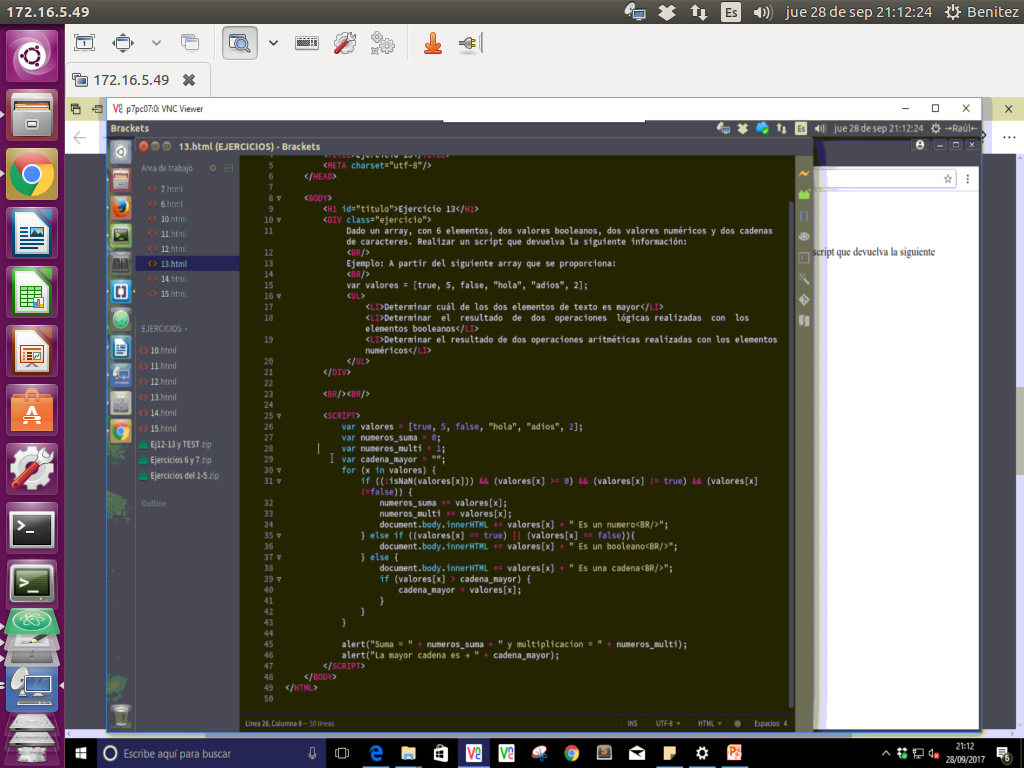 172.16.5.49
Es
jue 28 de sep 21:12:24
Benitez
172.16.5.49
p7pc07:0: VNC Viewer
Brackets
Es
jue 28 de sep 21:12:24
→Raúl←
13.html (EJERCICIOS) - Brackets
Área de trabajo
7.html
6.html
10.html
11.html
12.html
13.html
14.html
15.html
EJERCICIOS
10.html
11.html
12.html
13.html
14.html
15.html
Ej12-13 y TEST.zip
Ejercicios 6 y 7.zip
Ejercicios del 1-5.zip
Outline
5 <META charset="utf-8"/>
6 </HEAD>
7
8 <BODY>
9 <H1 id="titulo">Ejercicio 13</H1>
10 <DIV class="ejercicio">
11 Dado un array, con 6 elementos, dos valores booleanos, dos valores numéricos y dos cadenas
de caracteres. Realizar un script que devuelva la siguiente información:
12 <BR/>
13 Ejemplo: A partir del siguiente array que se proporciona:
14 <BR/>
15 var valores = [true, 5, false, "hola", "adios", 2];
16 <UL>
17 <LI>Determinar cuál de los dos elementos de texto es mayor</LI>
18 <LI>Determinar el resultado de dos operaciones lógicas realizadas con los
elementos booleanos</LI>
19 <LI>Determinar el resultado de dos operaciones aritméticas realizadas con los elementos
numéricos</LI>
20 </UL>
21 </DIV>
22
23 <BR/><BR/>
24
25 <SCRIPT>
26 var valores = [true, 5, false, "hola", "adios", 2];
27 var numeros_suma = 0;
28 var numeros_multi = 1;
29 var cadena_mayor = "";
30 for (x in valores) {
31 if ((!isNaN(valores[x])) && (valores[x] >= 0) && (valores[x] != true) && (valores[x]
!=false)) {
32 numeros_suma += valores[x];
33 numeros_multi *= valores[x];
34 document.body.innerHTML += valores[x] + " Es un numero<BR/>";
35 } else if ((valores[x] == true) || (valores[x] == false)){
36 document.body.innerHTML += valores[x] + " Es un booleano<BR/>";
37 } else {
38 document.body.innerHTML += valores[x] + " Es una cadena<BR/>";
39 if (valores[x] > cadena_mayor) {
40 cadena_mayor = valores[x];
41 }
42 }
43 }
44
45 alert("Suma = " + numeros_suma + " y multiplicacion = " + numeros_multi);
46 alert("La mayor cadena es → " + cadena_mayor);
47 </SCRIPT>
48 </BODY>
49 </HTML>
50
Línea 28, Columna 8 — 50 líneas
INS
UTF-8
HTML
Espacios: 4
script que devuelva la siguiente
Escribe aquí para buscar
21:12
28/09/2017
6